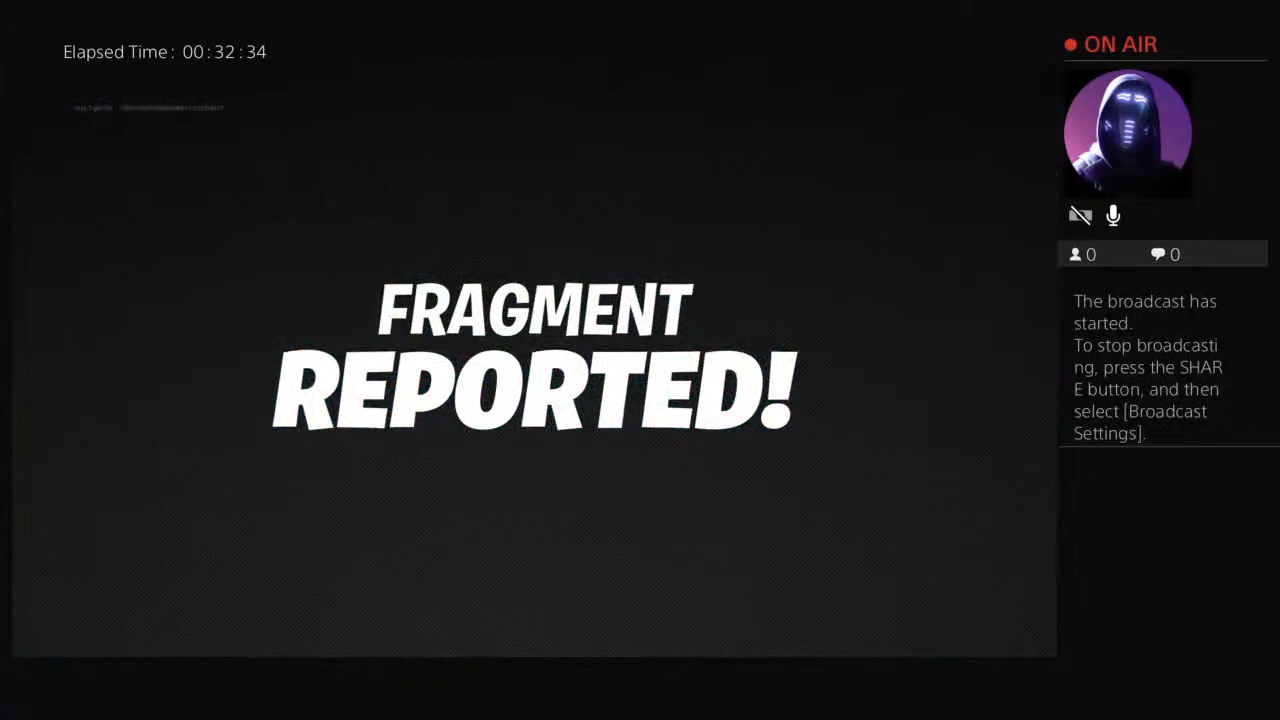 Elapsed Time: 00:32:34
FRAGMENT
REPORTED!
ON AIR
0
0
The broadcast has
started.
To stop broadcasti
ng, press the SHAR
E button, and then
select [Broadcast
Settings].